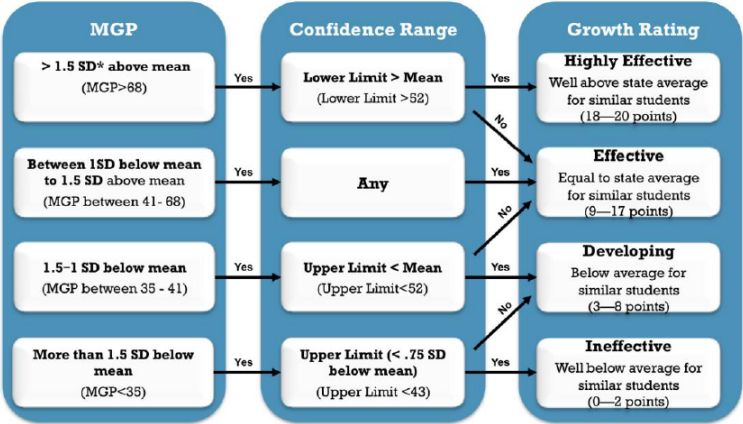 MGP
> 1.5 SD* above mean
(MGP>68)
Between 1SD below mean
to 1.5 SD above mean
(MGP between 41- 68)
1.5–1 SD below mean
(MGP between 35 - 41)
More than 1.5 SD below
mean
(MGP<35)
Yes
Yes
Yes
Yes
Confidence Range
Lower Limit > Mean
(Lower Limit >52)
Any
Upper Limit < Mean
(Upper Limit<52)
Upper Limit (< .75 SD
below mean)
(Upper Limit <43)
Yes
No
Yes
No
Yes
No
Yes
Growth Rating
Highly Effective
Well above state average
for similar students
(18—20 points)
Effective
Equal to state average
for similar students
(9—17 points)
Developing
Below average for
similar students
(3—8 points)
Ineffective
Well below average for
similar students
(0—2 points)